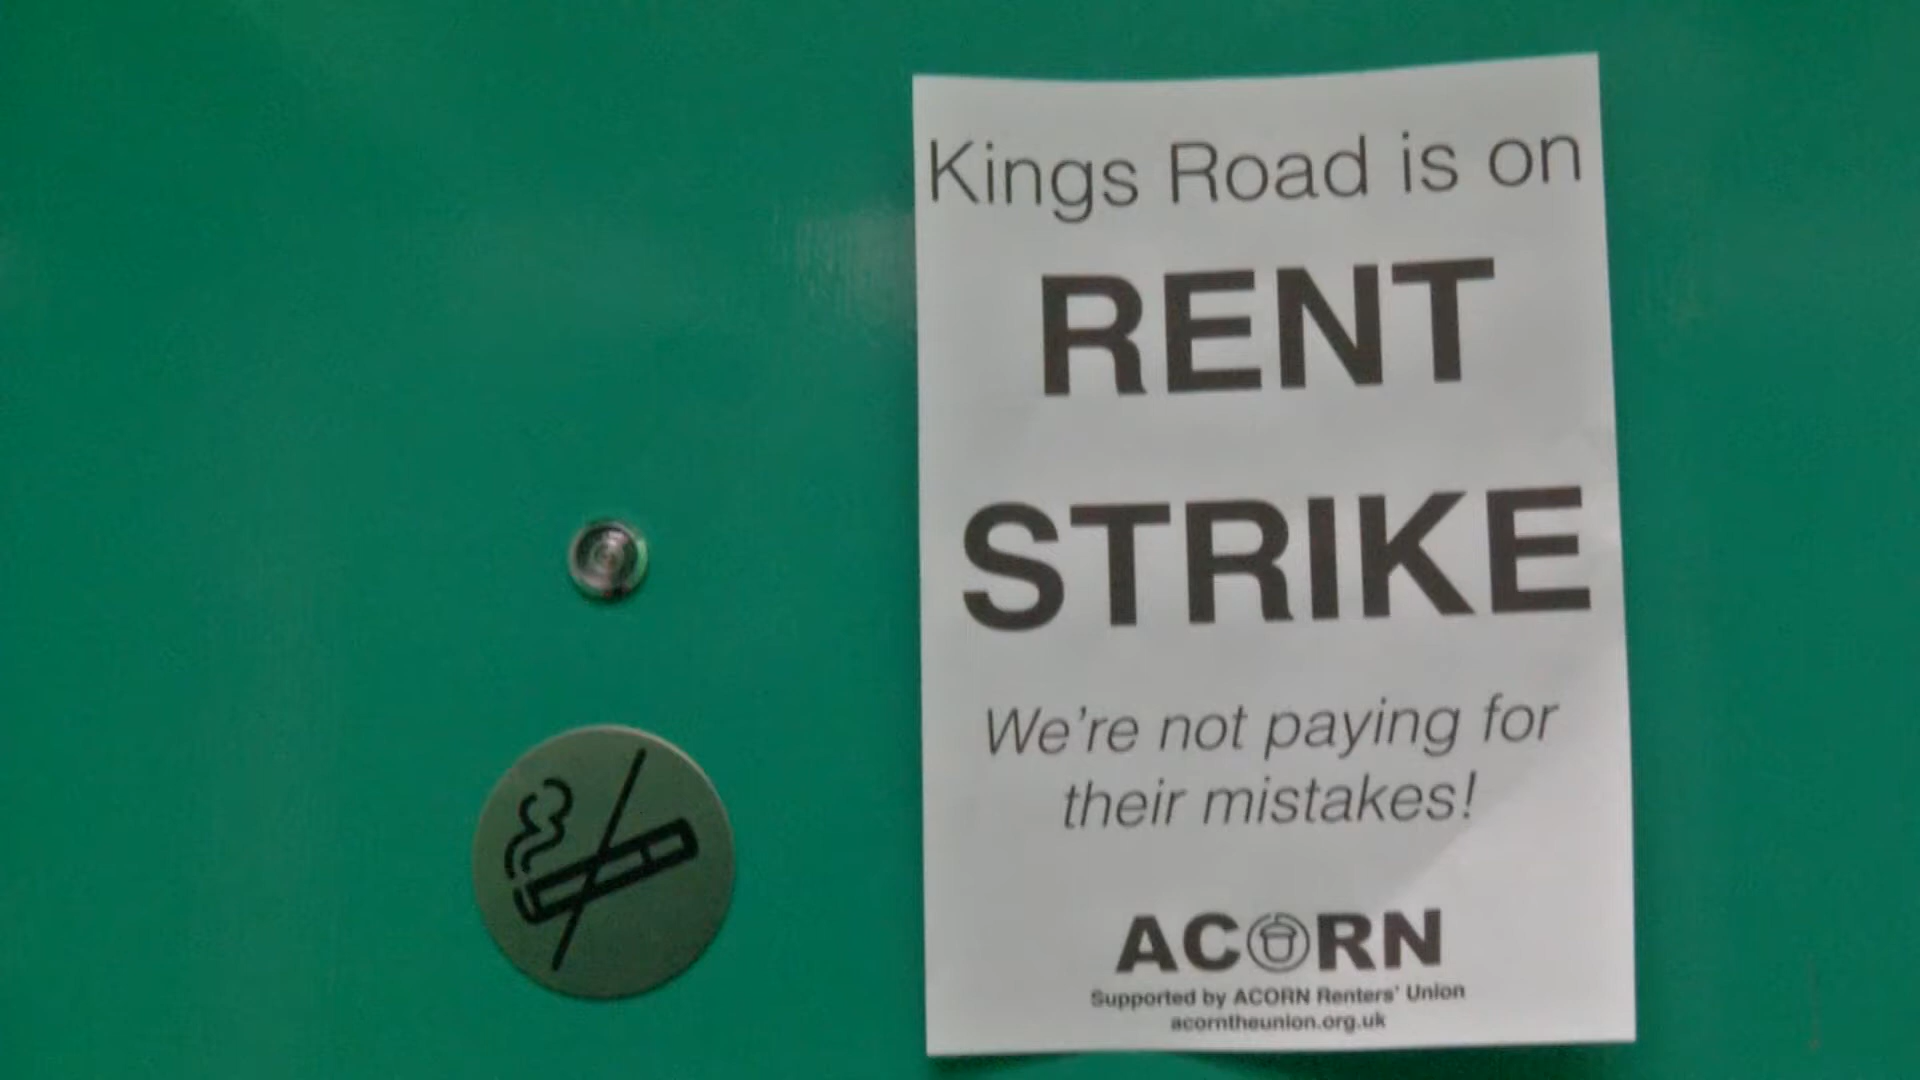 Kings Road is on
RENT
STRIKE
We're not paying for
their mistakes!
ACORN
Supported by ACORN Renters' Union
acorntheunion.org.uk